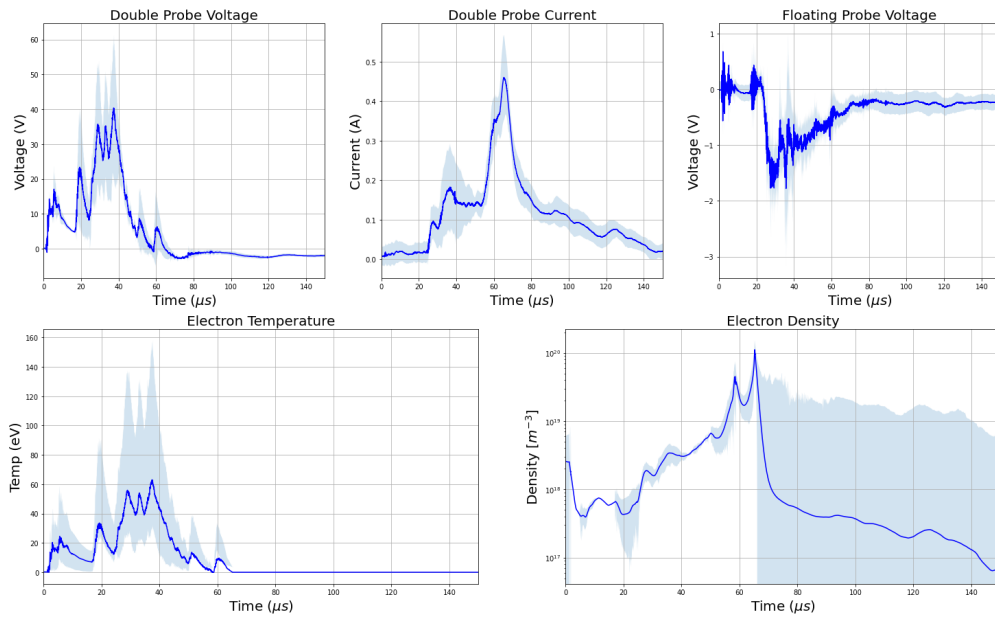 Double Probe Voltage
Double Probe Current
Floating Probe Voltage
Voltage (V)
60
50
40
30
20
10
0
0 20 40 60 80 100 120 140
Time (μs)
Current (A)
0.5
0.4
0.3
0.2
0.1
0.0
0 20 40 60 80 100 120 140
Time (μs)
Voltage (V)
1
0
−1
−2
−3
0 20 40 60 80 100 120 140
Time (μs)
Electron Temperature
Electron Density
Temp (eV)
160
140
120
100
80
60
40
20
0
0 20 40 60 80 100 120 140
Time (μs)
Density [m⁻³]
10²⁰
10¹⁹
10¹⁸
10¹⁷
0 20 40 60 80 100 120 140
Time (μs)